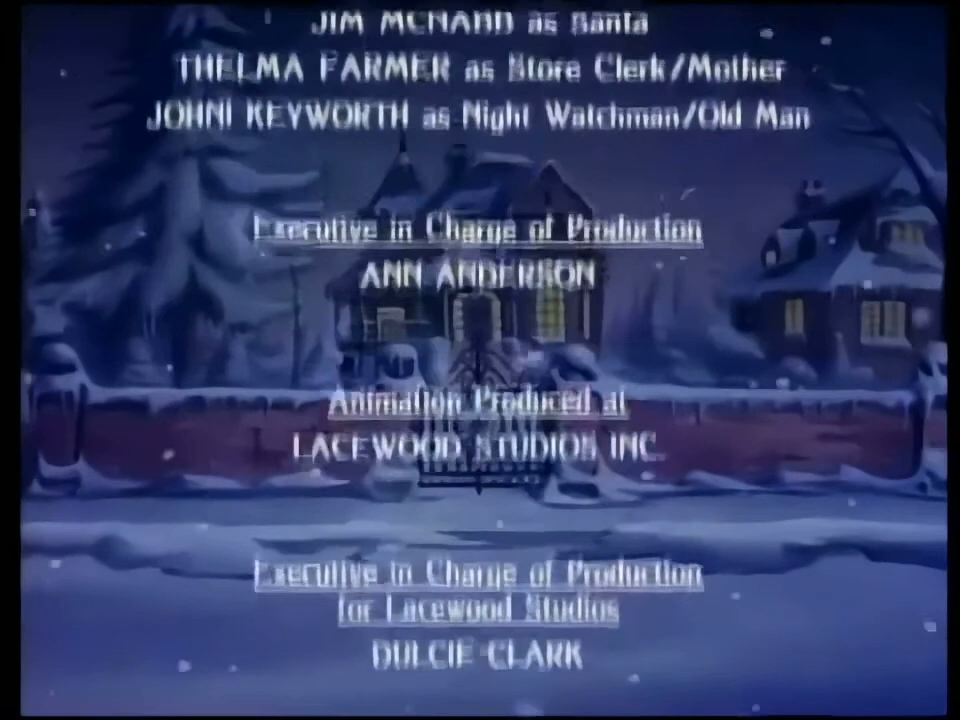 JIM MCNABB as Santa
THELMA FARMER as Store Clerk/Mother
JOHNI KEYWORTH as Night Watchman/Old Man
Executive in Charge of Production
ANN ANDERSON
Animation Produced at
LACEWOOD STUDIOS INC.
Executive in Charge of Production
for Lacewood Studios
DULCIE CLARK